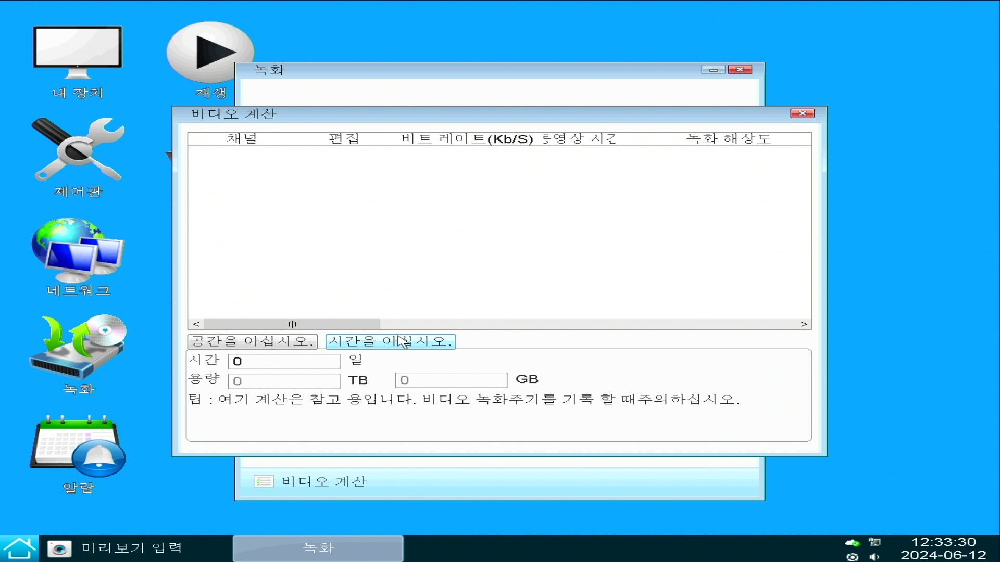 내 장치
재생
녹화
제어판
비디오 계산
채널 편집 비트 레이트(Kb/S) 영상 시간 녹화 해상도
네트워크
< >
공간을 아십시오. 시간을 아십시오.
시간 0 일
용량 0 TB 0 GB
팁 : 여기 계산은 참고 용입니다. 비디오 녹화주기를 기록 할 때주의하십시오.
녹화
알람
비디오 계산
미리보기 입력
녹화
12:33:30
2024-06-12